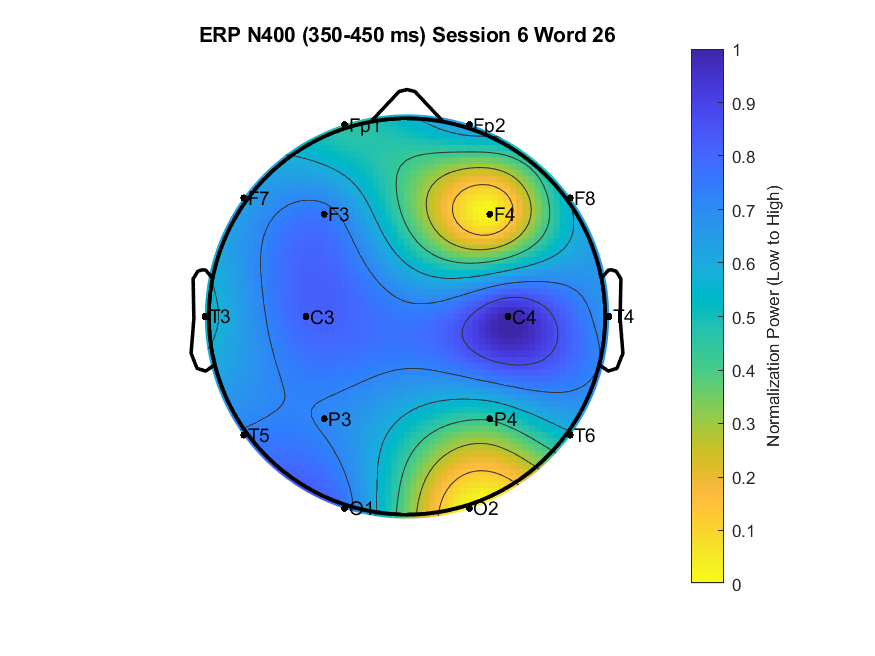 ERP N400 (350-450 ms) Session 6 Word 26
Fp1
Fp2
F7
F3
F4
F8
T3
C3
C4
T4
T5
P3
P4
T6
O1
O2
1
0.9
0.8
0.7
0.6
0.5
0.4
0.3
0.2
0.1
0
Normalization Power (Low to High)